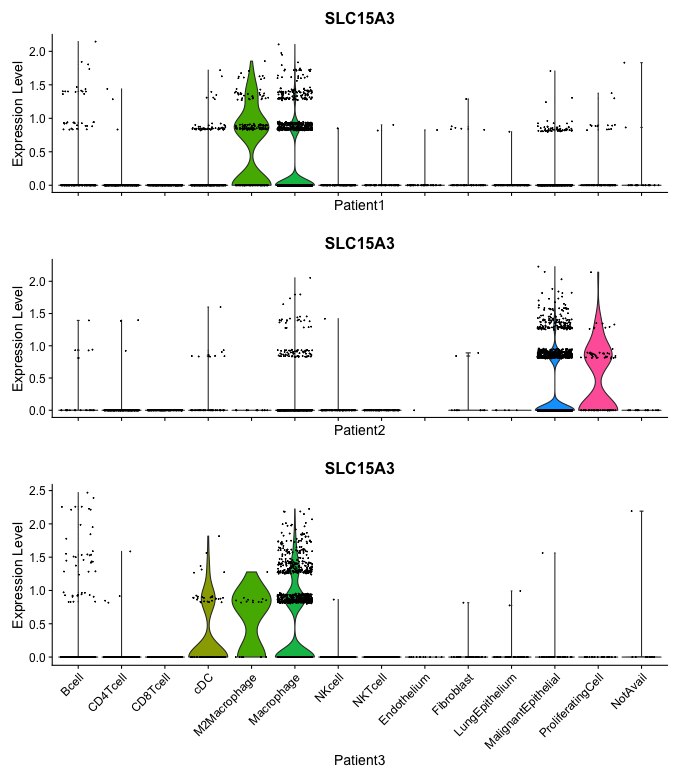 SLC15A3
Expression Level
2.0
1.5
1.0
0.5
0.0
Patient1
SLC15A3
Expression Level
2.0
1.5
1.0
0.5
0.0
Patient2
SLC15A3
Expression Level
2.5
2.0
1.5
1.0
0.5
0.0
Bcell
CD4Tcell
CD8Tcell
cDC
M2Macrophage
Macrophage
NKcell
NKTcell
Endothelium
Fibroblast
LungEpithelium
MalignantEpithelial
ProliferatingCell
NotAvail
Patient3